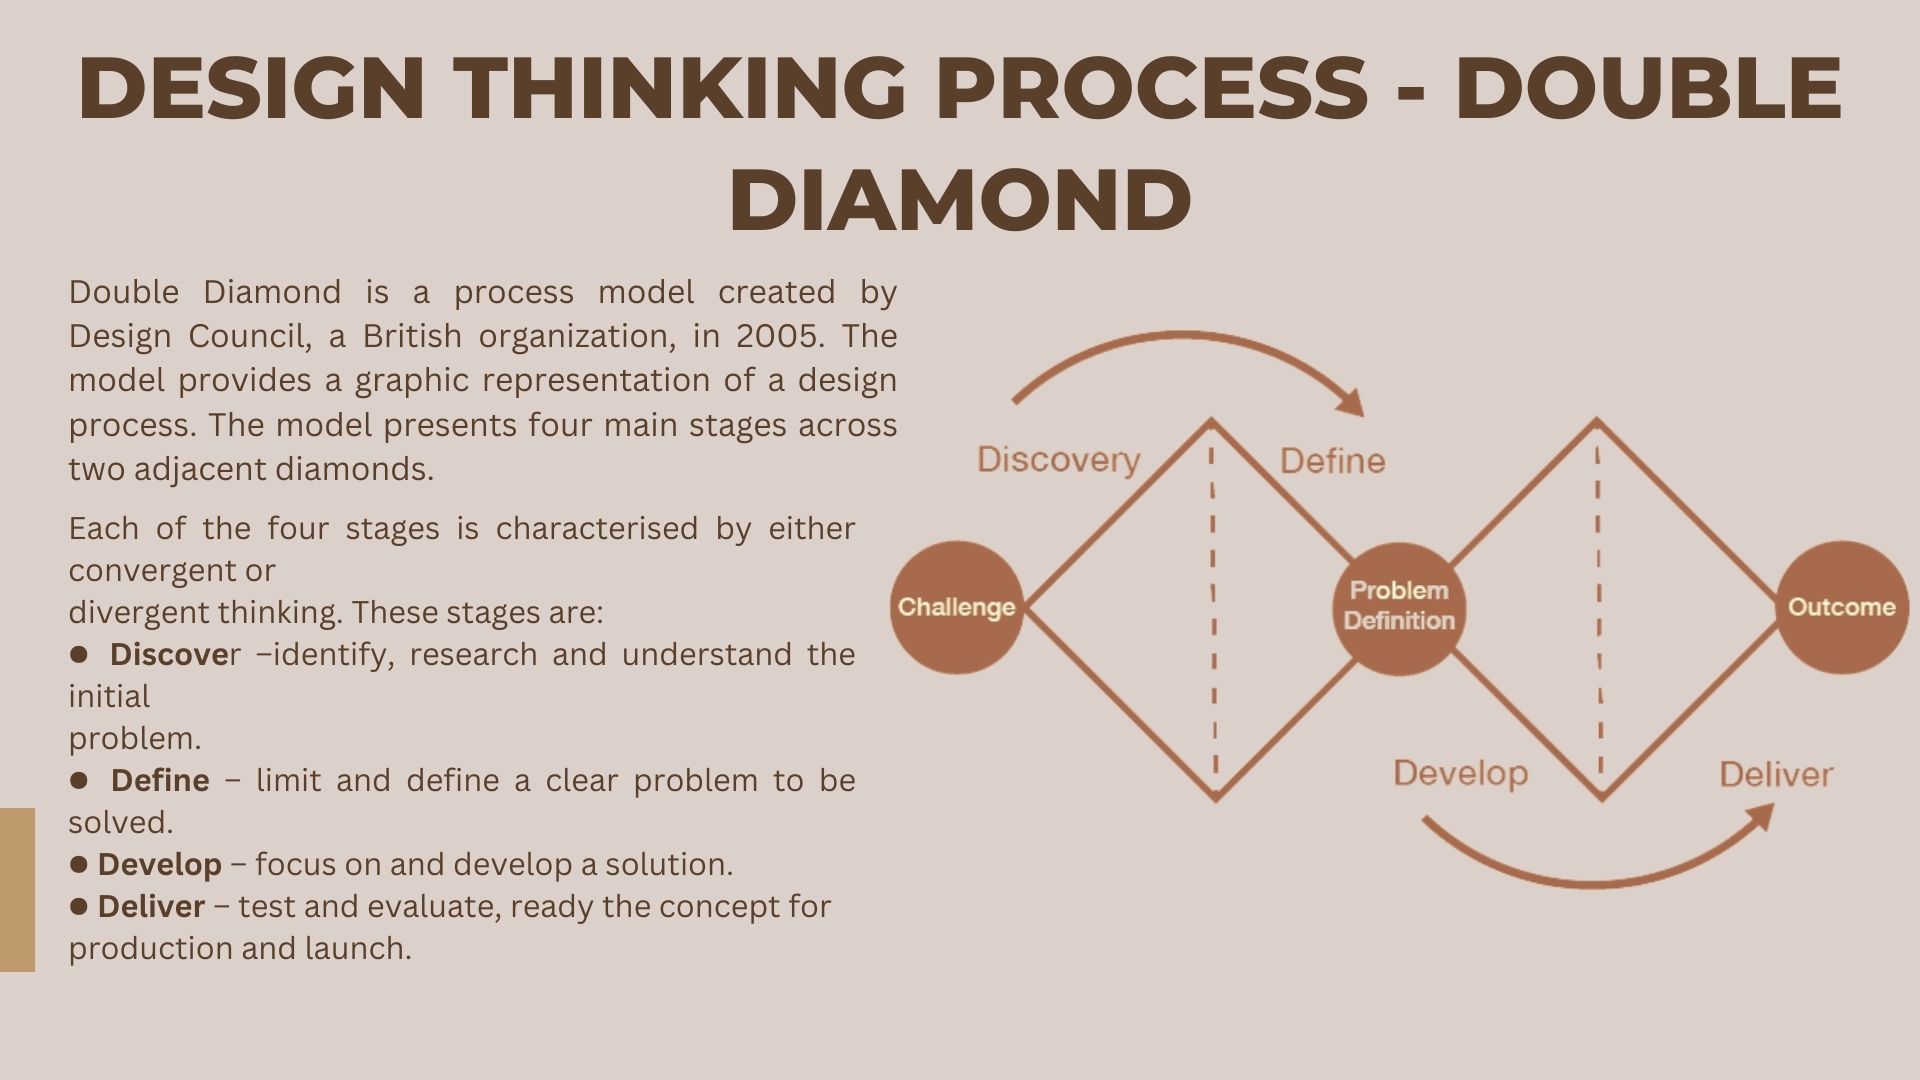 DESIGN THINKING PROCESS - DOUBLE
DIAMOND
Double Diamond is a process model created by
Design Council, a British organization, in 2005. The
model provides a graphic representation of a design
process. The model presents four main stages across
two adjacent diamonds.
Each of the four stages is characterised by either
convergent or
divergent thinking. These stages are:
● Discover –identify, research and understand the
initial
problem.
● Define – limit and define a clear problem to be
solved.
● Develop – focus on and develop a solution.
● Deliver – test and evaluate, ready the concept for
production and launch.
Discovery
Define
Challenge
Problem
Definition
Outcome
Develop
Deliver